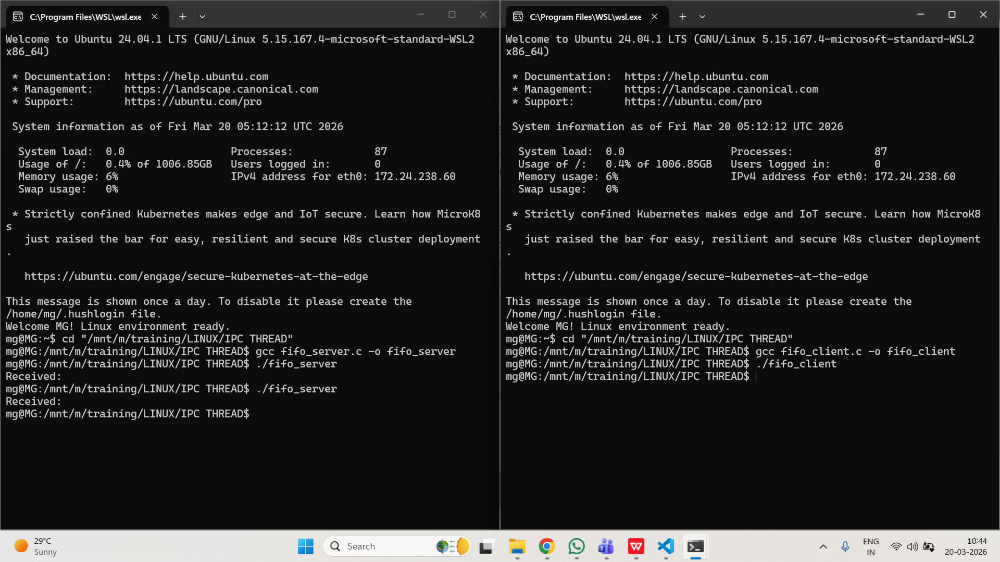 C:\Program Files\WSL\wsl.exe
Welcome to Ubuntu 24.04.1 LTS (GNU/Linux 5.15.167.4-microsoft-standard-WSL2
x86_64)
* Documentation:  https://help.ubuntu.com
* Management:     https://landscape.canonical.com
* Support:        https://ubuntu.com/pro
System information as of Fri Mar 20 05:12:12 UTC 2026
System load:  0.0                 Processes:             87
Usage of /:   0.4% of 1006.85GB   Users logged in:       0
Memory usage: 6%                  IPv4 address for eth0: 172.24.238.60
Swap usage:   0%
* Strictly confined Kubernetes makes edge and IoT secure. Learn how MicroK8
s
just raised the bar for easy, resilient and secure K8s cluster deployment
.
https://ubuntu.com/engage/secure-kubernetes-at-the-edge
This message is shown once a day. To disable it please create the
/home/mg/.hushlogin file.
Welcome MG! Linux environment ready.
mg@MG:~$ cd "/mnt/m/training/LINUX/IPC THREAD"
mg@MG:/mnt/m/training/LINUX/IPC THREAD$ gcc fifo_server.c -o fifo_server
mg@MG:/mnt/m/training/LINUX/IPC THREAD$ ./fifo_server
Received:
mg@MG:/mnt/m/training/LINUX/IPC THREAD$ ./fifo_server
Received:
mg@MG:/mnt/m/training/LINUX/IPC THREAD$
C:\Program Files\WSL\wsl.exe
Welcome to Ubuntu 24.04.1 LTS (GNU/Linux 5.15.167.4-microsoft-standard-WSL2
x86_64)
* Documentation:  https://help.ubuntu.com
* Management:     https://landscape.canonical.com
* Support:        https://ubuntu.com/pro
System information as of Fri Mar 20 05:12:12 UTC 2026
System load:  0.0                 Processes:             87
Usage of /:   0.4% of 1006.85GB   Users logged in:       0
Memory usage: 6%                  IPv4 address for eth0: 172.24.238.60
Swap usage:   0%
* Strictly confined Kubernetes makes edge and IoT secure. Learn how MicroK8
s
just raised the bar for easy, resilient and secure K8s cluster deployment
.
https://ubuntu.com/engage/secure-kubernetes-at-the-edge
This message is shown once a day. To disable it please create the
/home/mg/.hushlogin file.
Welcome MG! Linux environment ready.
mg@MG:~$ cd "/mnt/m/training/LINUX/IPC THREAD"
mg@MG:/mnt/m/training/LINUX/IPC THREAD$ gcc fifo_client.c -o fifo_client
mg@MG:/mnt/m/training/LINUX/IPC THREAD$ ./fifo_client
mg@MG:/mnt/m/training/LINUX/IPC THREAD$
29°C
Sunny
Search
ENG
IN
10:44
20-03-2026